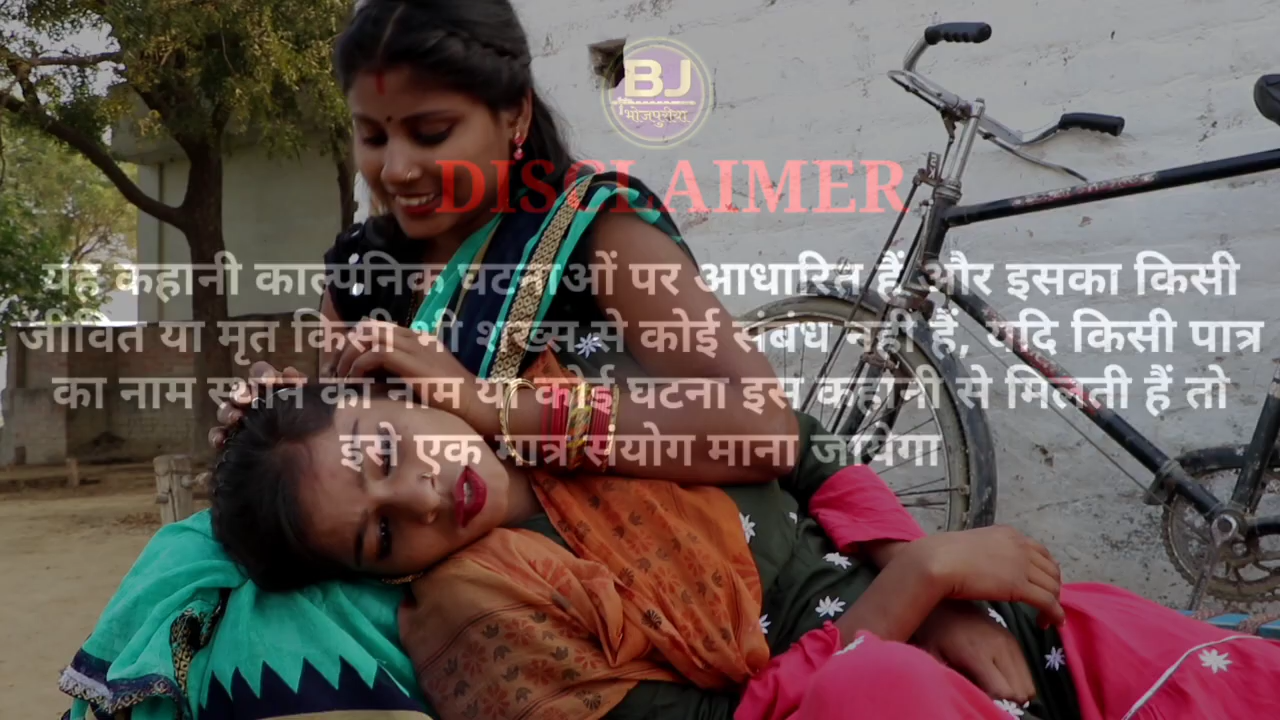 BJ
भोजपुरीया
DISCLAIMER
यह कहानी काल्पनिक घटनाओं पर आधारित हैं और इसका किसी
जीवित या मृत किसी भी शख्स से कोई संबंध नही हैं, यदि किसी पात्र
का नाम स्थान का नाम या कोई घटना इस कहानी से मिलती हैं तो
इसे एक मात्र संयोग माना जायेगा